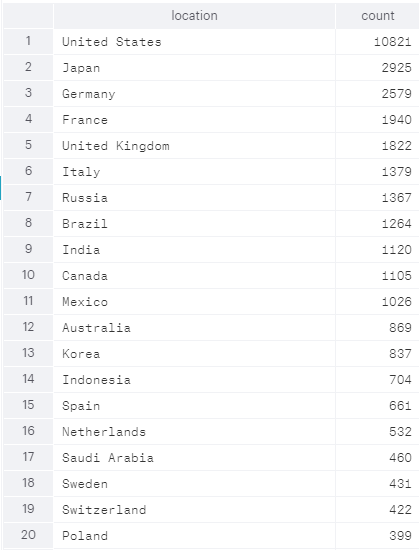 location count
1 United States 10821
2 Japan 2925
3 Germany 2579
4 France 1940
5 United Kingdom 1822
6 Italy 1379
7 Russia 1367
8 Brazil 1264
9 India 1120
10 Canada 1105
11 Mexico 1026
12 Australia 869
13 Korea 837
14 Indonesia 704
15 Spain 661
16 Netherlands 532
17 Saudi Arabia 460
18 Sweden 431
19 Switzerland 422
20 Poland 399